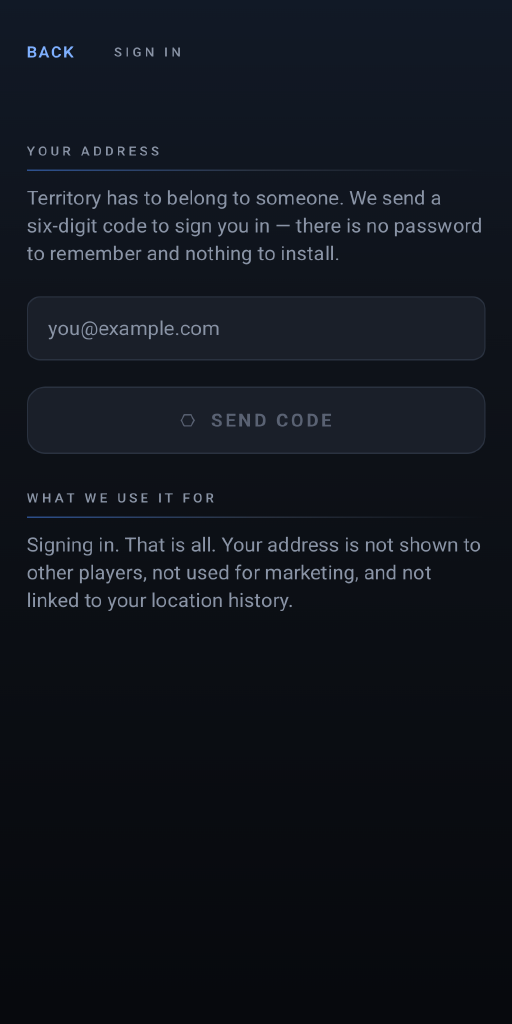 BACK SIGN IN
YOUR ADDRESS
Territory has to belong to someone. We send a
six-digit code to sign you in — there is no password
to remember and nothing to install.
you@example.com
SEND CODE
WHAT WE USE IT FOR
Signing in. That is all. Your address is not shown to
other players, not used for marketing, and not
linked to your location history.